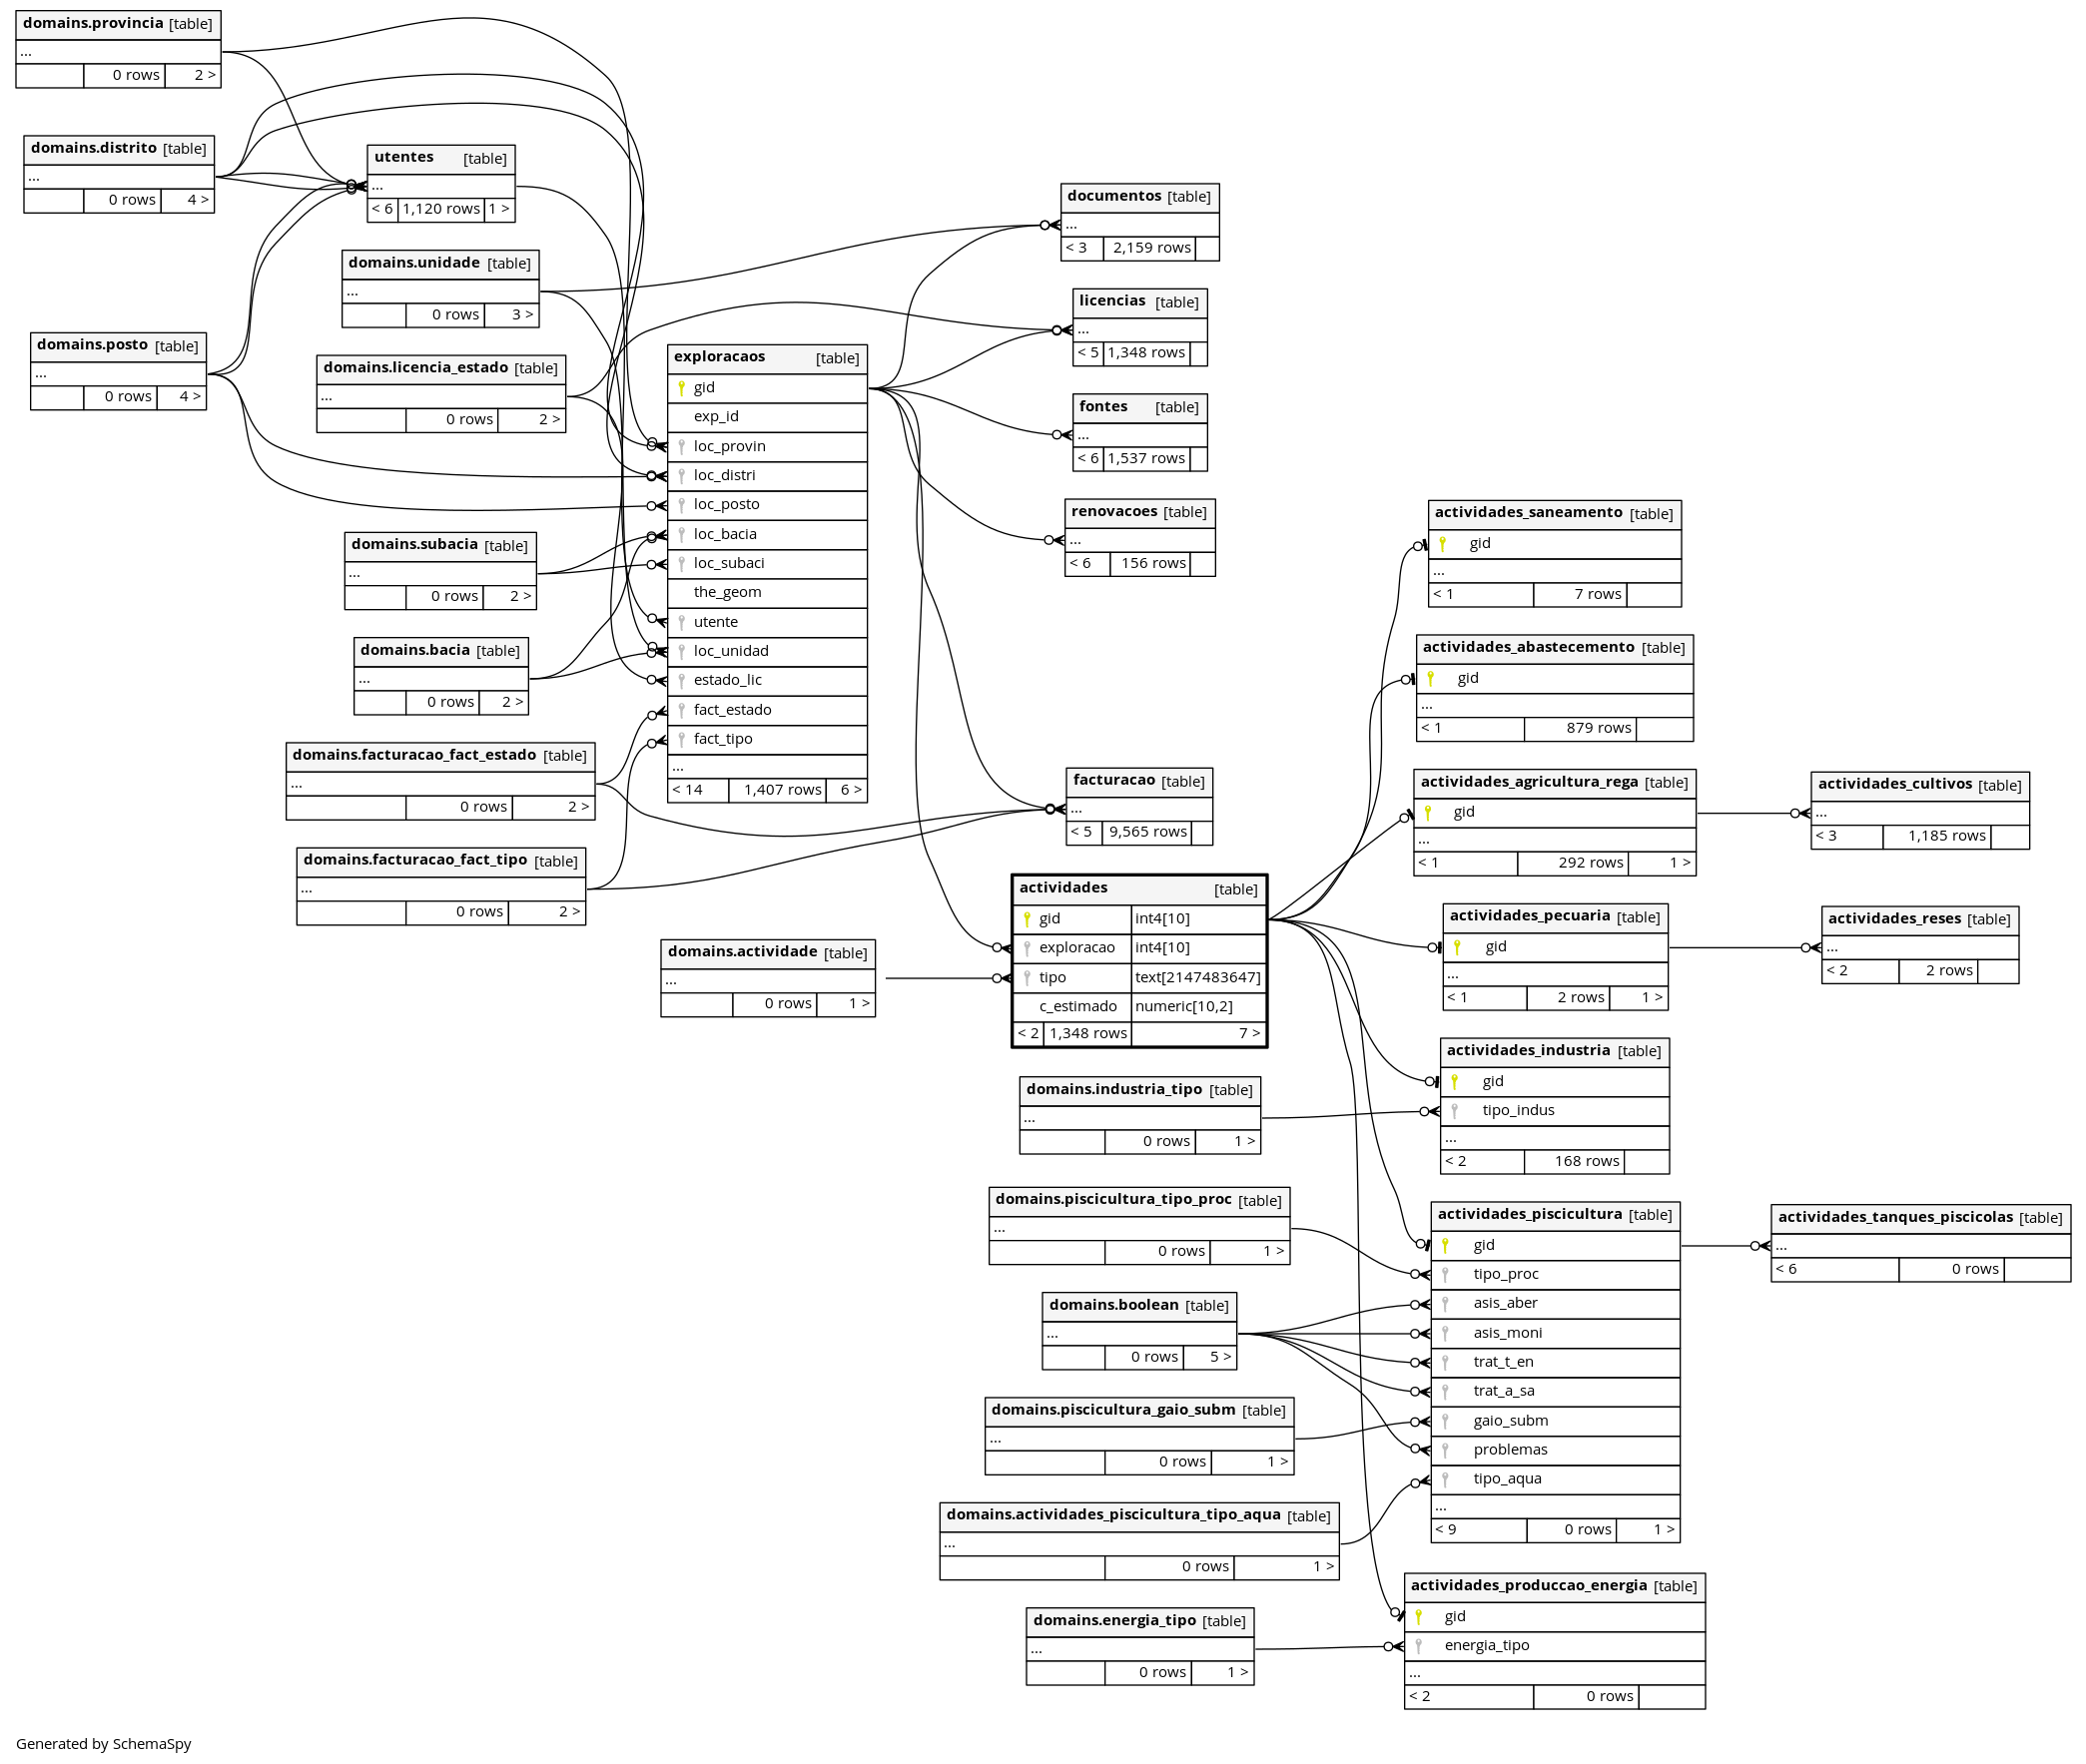 domains.provincia [table]
...
0 rows 2 >
domains.distrito [table]
...
0 rows 4 >
utentes [table]
...
< 6 1,120 rows 1 >
domains.unidade [table]
...
0 rows 3 >
domains.posto [table]
...
0 rows 4 >
domains.licencia_estado [table]
...
0 rows 2 >
domains.subacia [table]
...
0 rows 2 >
domains.bacia [table]
...
0 rows 2 >
domains.facturacao_fact_estado [table]
...
0 rows 2 >
domains.facturacao_fact_tipo [table]
...
0 rows 2 >
exploracaos [table]
gid
exp_id
loc_provin
loc_distri
loc_posto
loc_bacia
loc_subaci
the_geom
utente
loc_unidad
estado_lic
fact_estado
fact_tipo
...
< 14 1,407 rows 6 >
domains.actividade [table]
...
0 rows 1 >
documentos [table]
...
< 3 2,159 rows
licencias [table]
...
< 5 1,348 rows
fontes [table]
...
< 6 1,537 rows
renovacoes [table]
...
< 6 156 rows
facturacao [table]
...
< 5 9,565 rows
actividades [table]
gid int4[10]
exploracao int4[10]
tipo text[2147483647]
c_estimado numeric[10,2]
< 2 1,348 rows 7 >
domains.industria_tipo [table]
...
0 rows 1 >
domains.piscicultura_tipo_proc [table]
...
0 rows 1 >
domains.boolean [table]
...
0 rows 5 >
domains.piscicultura_gaio_subm [table]
...
0 rows 1 >
domains.actividades_piscicultura_tipo_aqua [table]
...
0 rows 1 >
domains.energia_tipo [table]
...
0 rows 1 >
actividades_saneamento [table]
gid
...
< 1 7 rows
actividades_abastecemento [table]
gid
...
< 1 879 rows
actividades_agricultura_rega [table]
gid
...
< 1 292 rows 1 >
actividades_pecuaria [table]
gid
...
< 1 2 rows 1 >
actividades_industria [table]
gid
tipo_indus
...
< 2 168 rows
actividades_piscicultura [table]
gid
tipo_proc
asis_aber
asis_moni
trat_t_en
trat_a_sa
gaio_subm
problemas
tipo_aqua
...
< 9 0 rows 1 >
actividades_produccao_energia [table]
gid
energia_tipo
...
< 2 0 rows
actividades_cultivos [table]
...
< 3 1,185 rows
actividades_reses [table]
...
< 2 2 rows
actividades_tanques_piscicolas [table]
...
< 6 0 rows
Generated by SchemaSpy